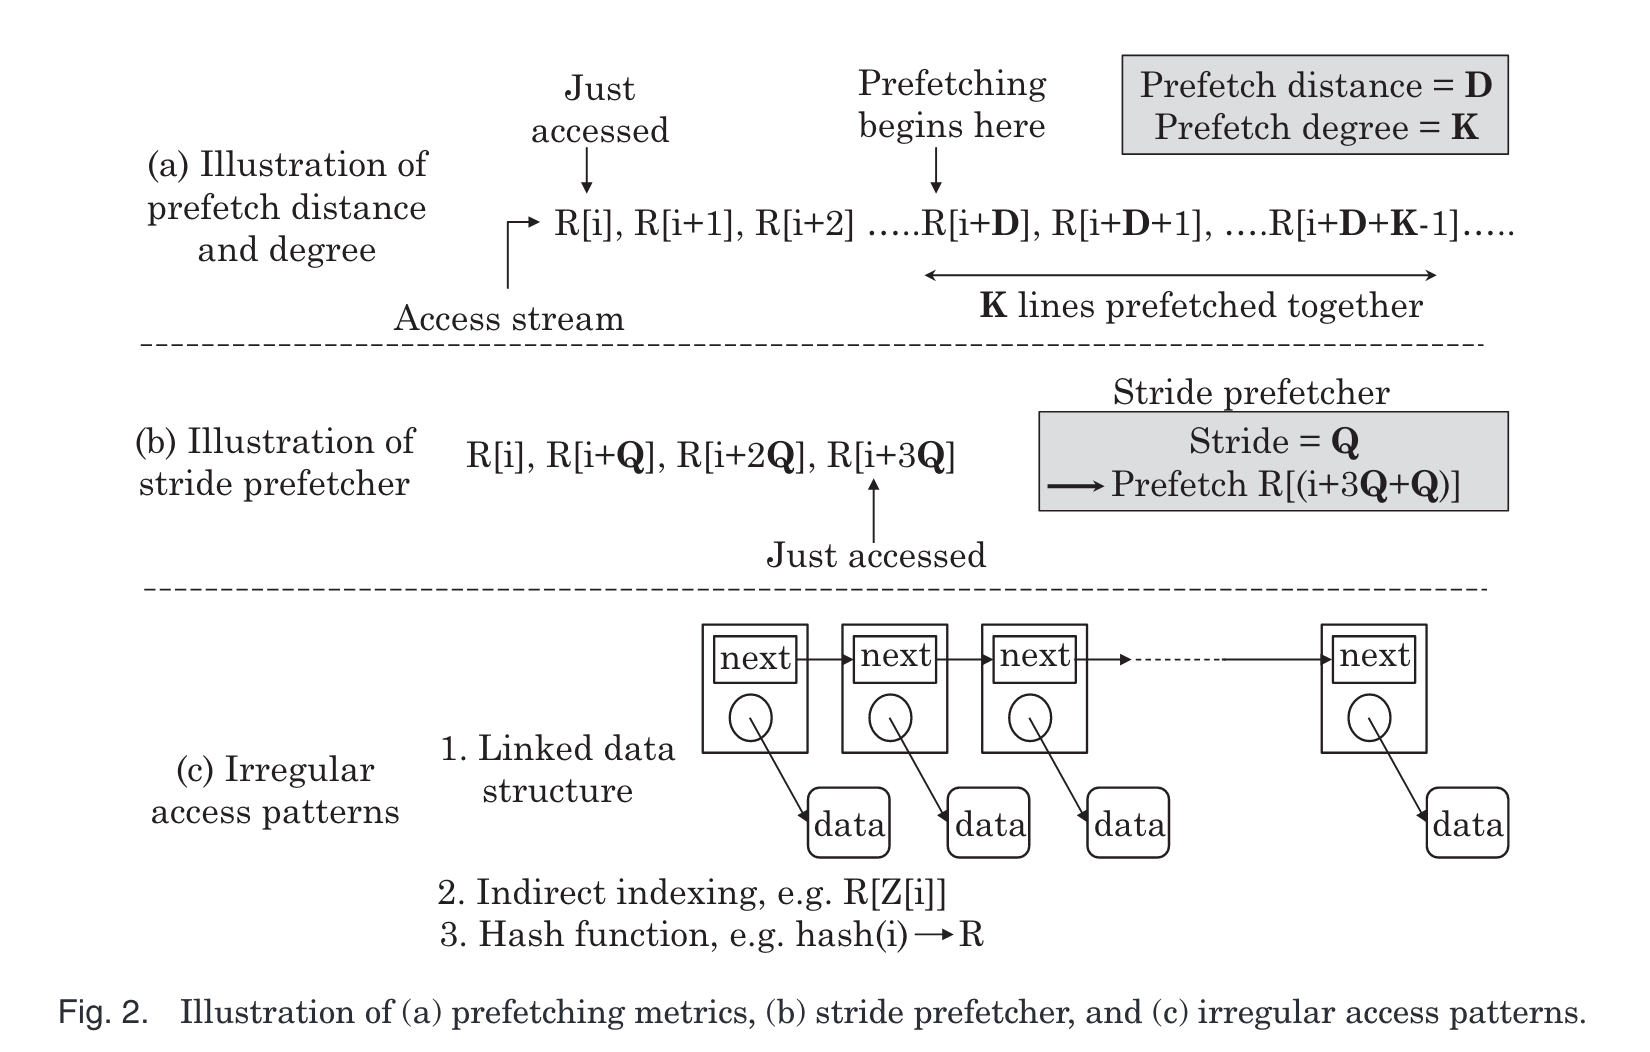 Just
accessed
Prefetching
begins here
Prefetch distance = D
Prefetch degree = K
(a) Illustration of
prefetch distance
and degree
R[i], R[i+1], R[i+2] .....R[i+D], R[i+D+1], ....R[i+D+K-1].....
Access stream
K lines prefetched together
(b) Illustration of
stride prefetcher
R[i], R[i+Q], R[i+2Q], R[i+3Q]
Just accessed
Stride prefetcher
Stride = Q
Prefetch R[(i+3Q+Q)]
(c) Irregular
access patterns
1. Linked data
structure
next next next next
data data data data
2. Indirect indexing, e.g. R[Z[i]]
3. Hash function, e.g. hash(i)→R
Fig. 2. Illustration of (a) prefetching metrics, (b) stride prefetcher, and (c) irregular access patterns.